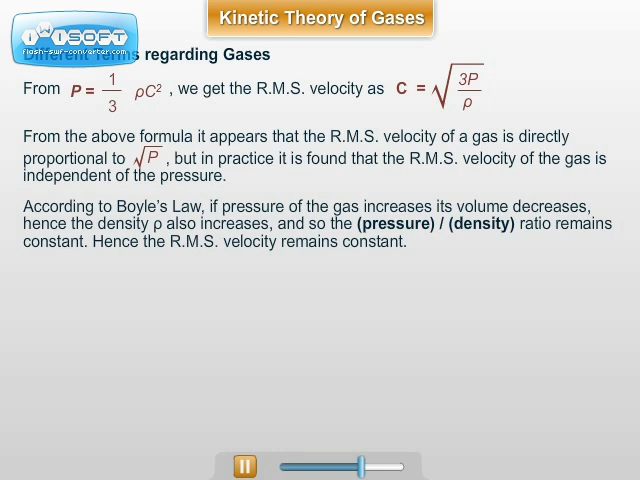 Kinetic Theory of Gases
iWiSOFT
flash-swf-converter.com
Different Terms regarding Gases
From P = 1/3 ρC², we get the R.M.S. velocity as C = √(3P/ρ)
From the above formula it appears that the R.M.S. velocity of a gas is directly
proportional to √P , but in practice it is found that the R.M.S. velocity of the gas is
independent of the pressure.
According to Boyle's Law, if pressure of the gas increases its volume decreases,
hence the density ρ also increases, and so the (pressure) / (density) ratio remains
constant. Hence the R.M.S. velocity remains constant.